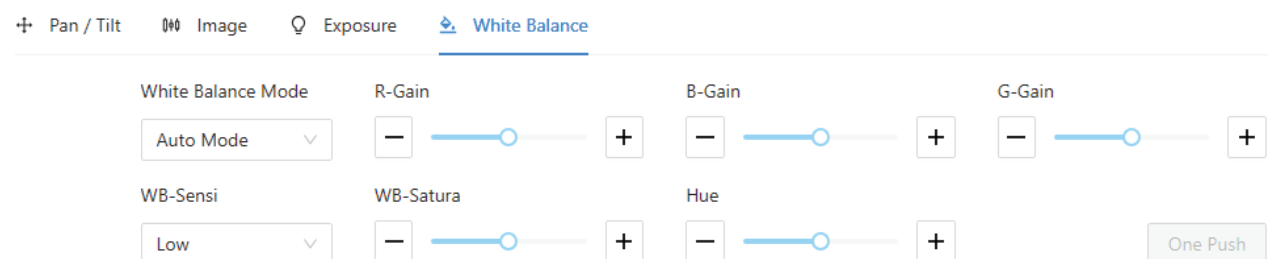 Pan / Tilt Image Exposure White Balance
White Balance Mode R-Gain B-Gain G-Gain
Auto Mode
WB-Sensi WB-Satura Hue
Low One Push